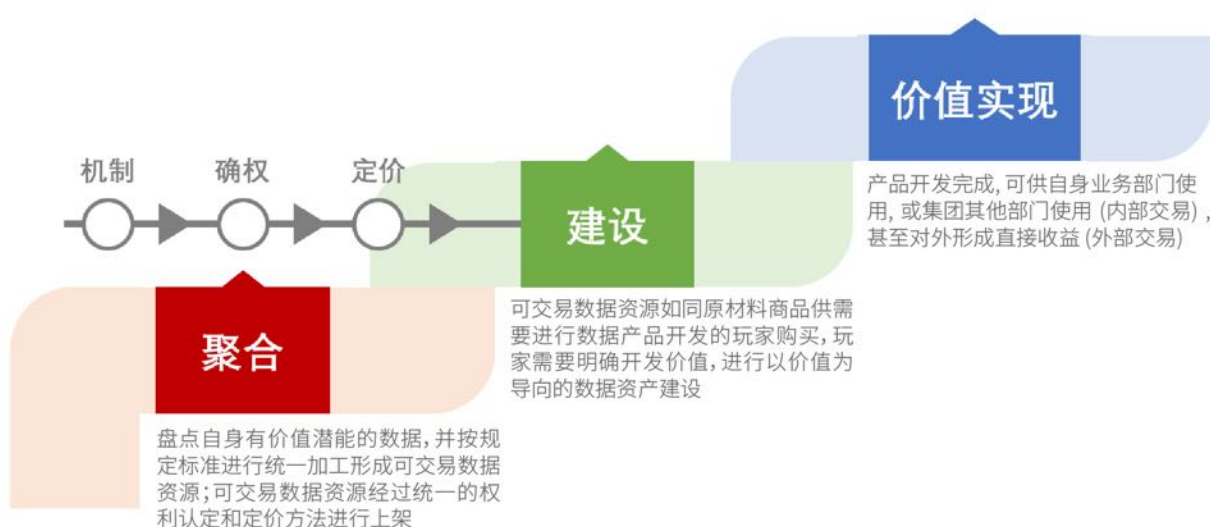 价值实现
产品开发完成, 可供自身业务部门使
用, 或集团其他部门使用 (内部交易) ,
甚至对外形成直接收益 (外部交易)
机制
确权
定价
建设
可交易数据资源如同原材料商品供需
要进行数据产品开发的玩家购买, 玩
家需要明确开发价值, 进行以价值为
导向的数据资产建设
聚合
盘点自身有价值潜能的数据, 并按规
定标准进行统一加工形成可交易数据
资源; 可交易数据资源经过统一的权
利认定和定价方法进行上架